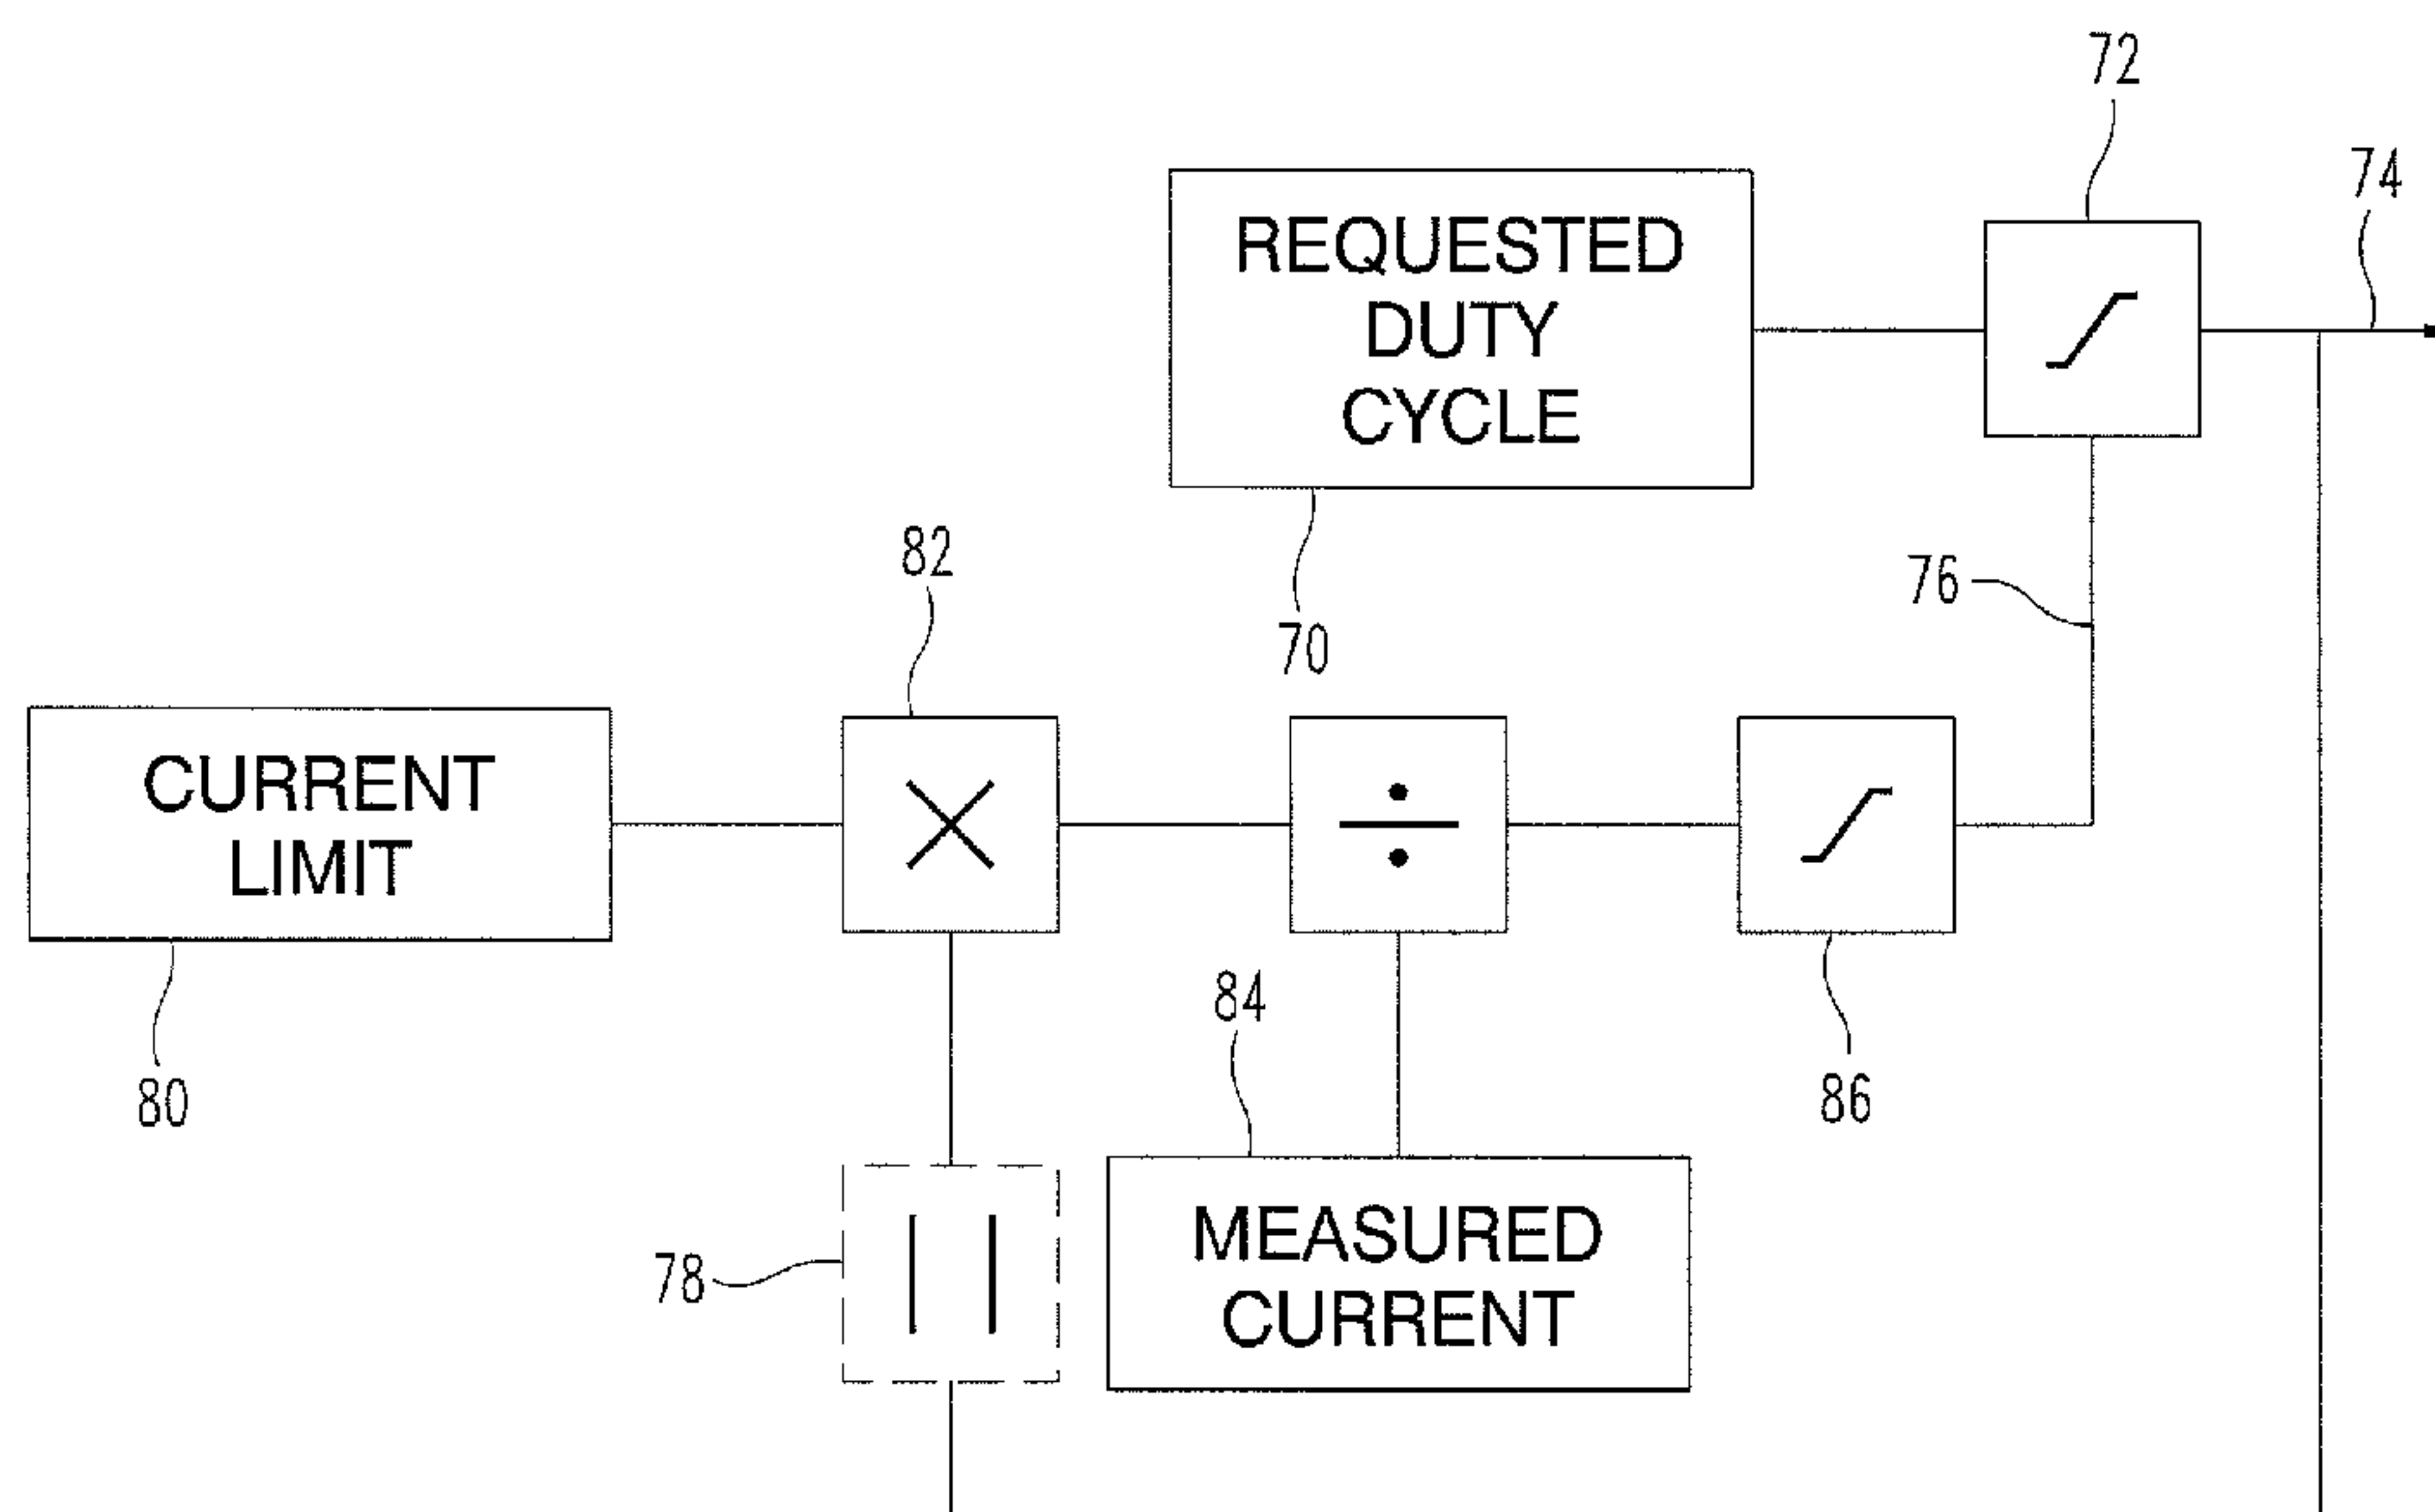 72
74
REQUESTED
DUTY
CYCLE
82
76
70
CURRENT
LIMIT
84
80
86
78
MEASURED
CURRENT